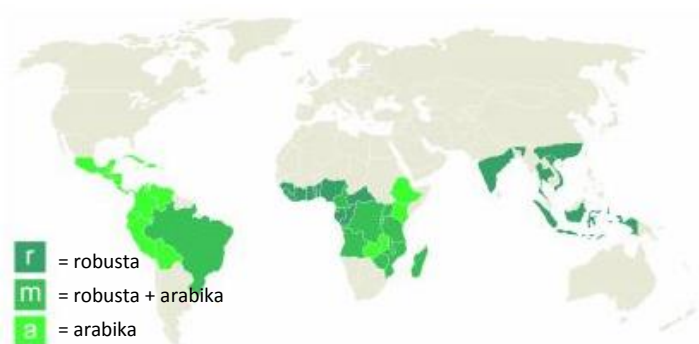 r = robusta
m = robusta + arabika
a = arabika